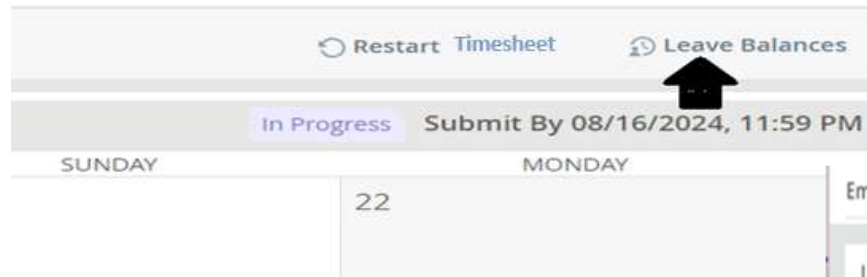 Restart Timesheet Leave Balances
In Progress Submit By 08/16/2024, 11:59 PM
SUNDAY MONDAY
22